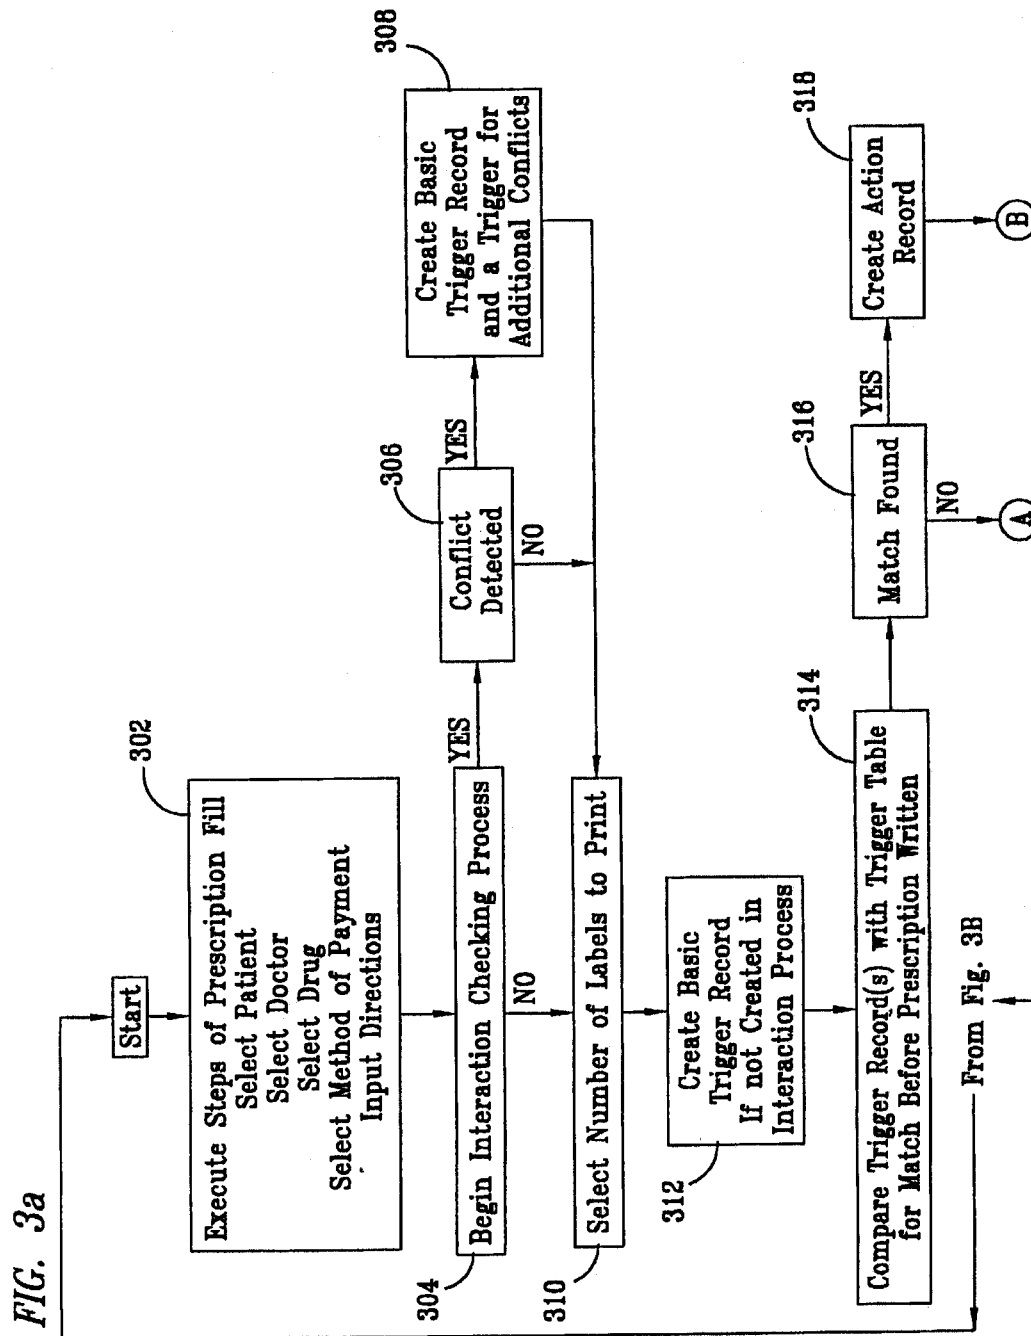 FIG. 3a
Start
302
Execute Steps of Prescription Fill
Select Patient
Select Doctor
Select Drug
Select Method of Payment
Input Directions
304
Begin Interaction Checking Process
YES
NO
306
Conflict
Detected
YES
NO
308
Create Basic
Trigger Record
and a Trigger for
Additional Conflicts
310
Select Number of Labels to Print
312
Create Basic
Trigger Record
If not Created in
Interaction Process
314
Compare Trigger Record(s) with Trigger Table
for Match Before Prescription Written
316
Match Found
YES
NO
318
Create Action
Record
A
B
From Fig. 3B